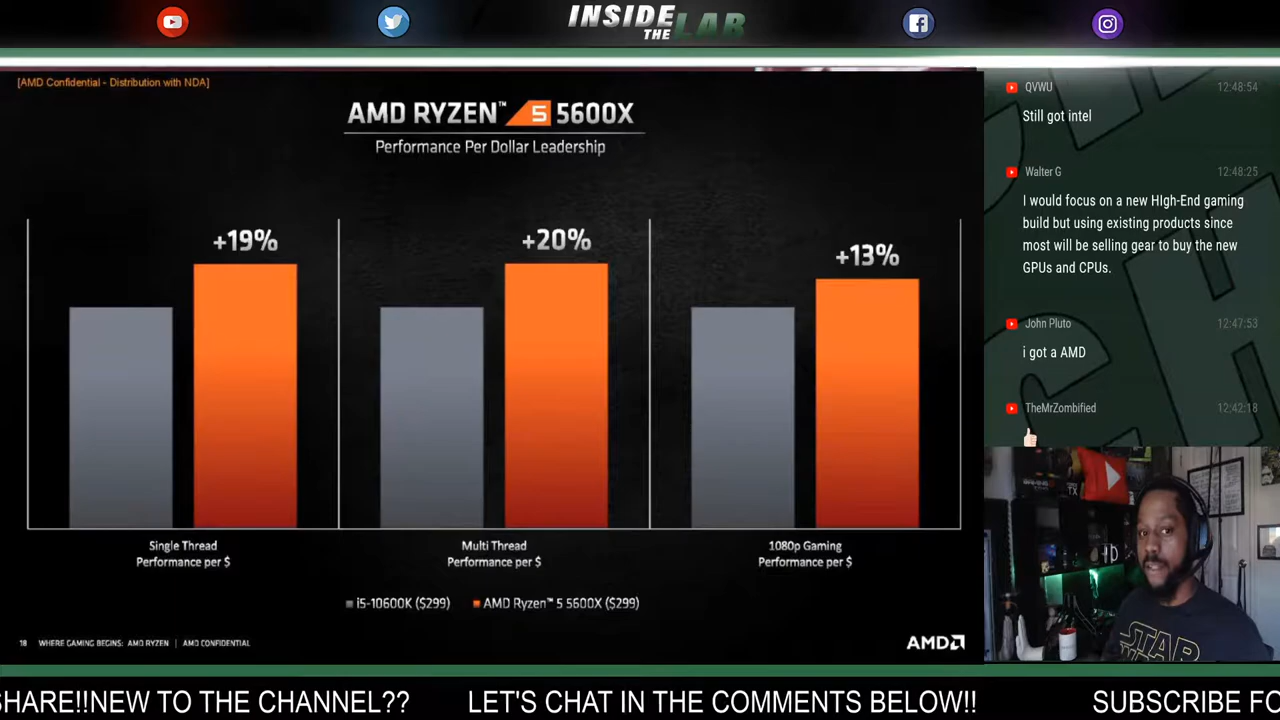 INSIDE
THE LAB
[AMD Confidential - Distribution with NDA]
AMD RYZEN™ 5 5600X
Performance Per Dollar Leadership
+19%
+20%
+13%
Single Thread
Performance per $
Multi Thread
Performance per $
1080p Gaming
Performance per $
i5-10600K ($299)
AMD Ryzen™ 5 5600X ($299)
18 WHERE GAMING BEGINS: AMD RYZEN | AMD CONFIDENTIAL
AMD
QVWU 12:48:54
Still got intel
Walter G 12:48:25
I would focus on a new HIgh-End gaming
build but using existing products since
most will be selling gear to buy the new
GPUs and CPUs.
John Pluto 12:47:53
i got a AMD
TheMrZombified 12:42:18
STAR
SHARE!!NEW TO THE CHANNEL?? LET'S CHAT IN THE COMMENTS BELOW!! SUBSCRIBE FO